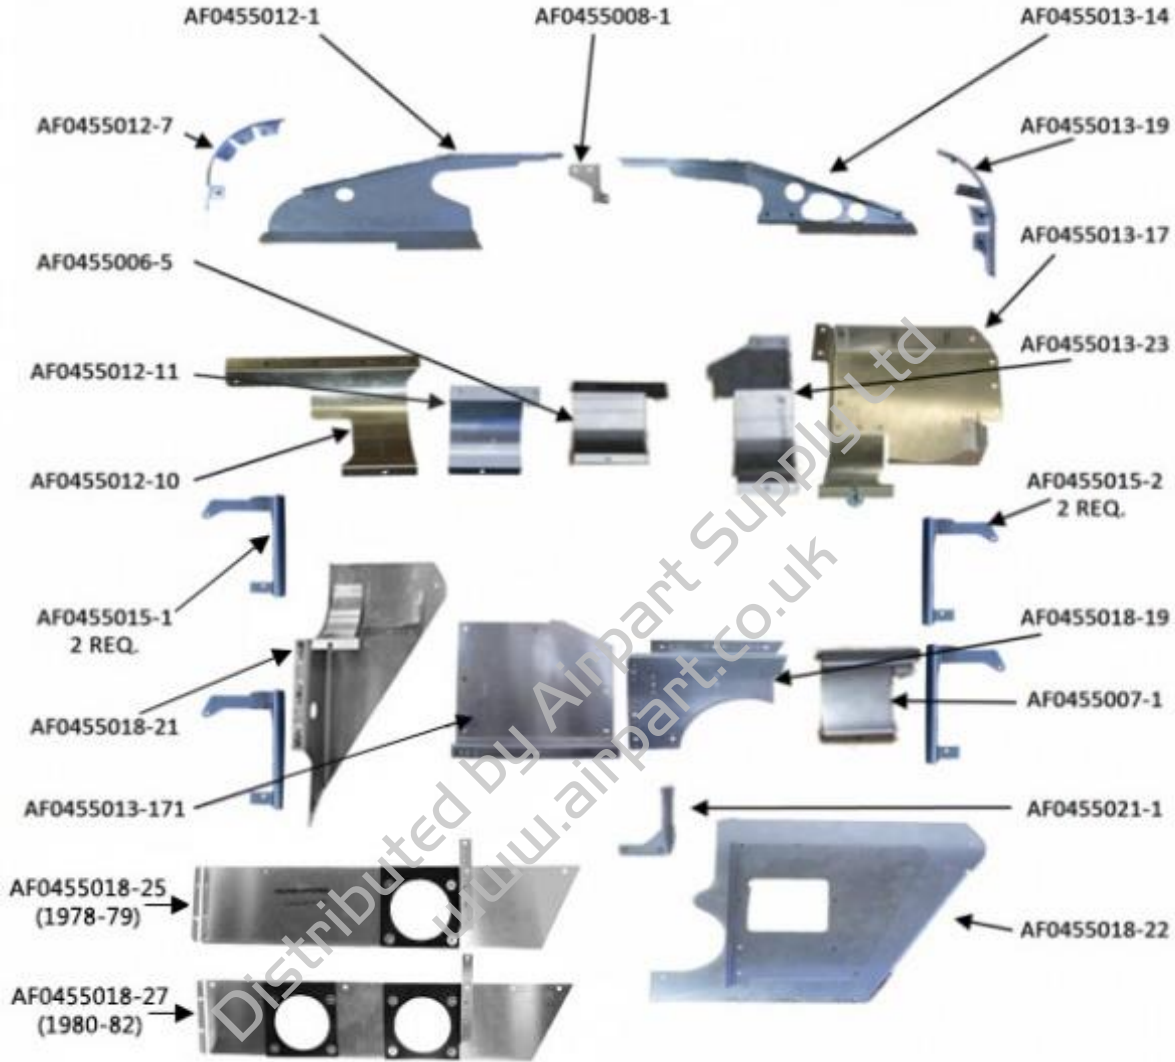 AF0455012-1
AF0455008-1
AF0455013-14
AF0455012-7
AF0455013-19
AF0455013-17
AF0455006-5
AF0455013-23
AF0455012-11
AF0455012-10
AF0455015-2
2 REQ.
AF0455015-1
2 REQ.
AF0455018-19
AF0455018-21
AF0455007-1
AF0455013-171
AF0455021-1
AF0455018-25
(1978-79)
AF0455018-22
AF0455018-27
(1980-82)
Distributed by Airpart Supply Ltd
www.airpart.co.uk